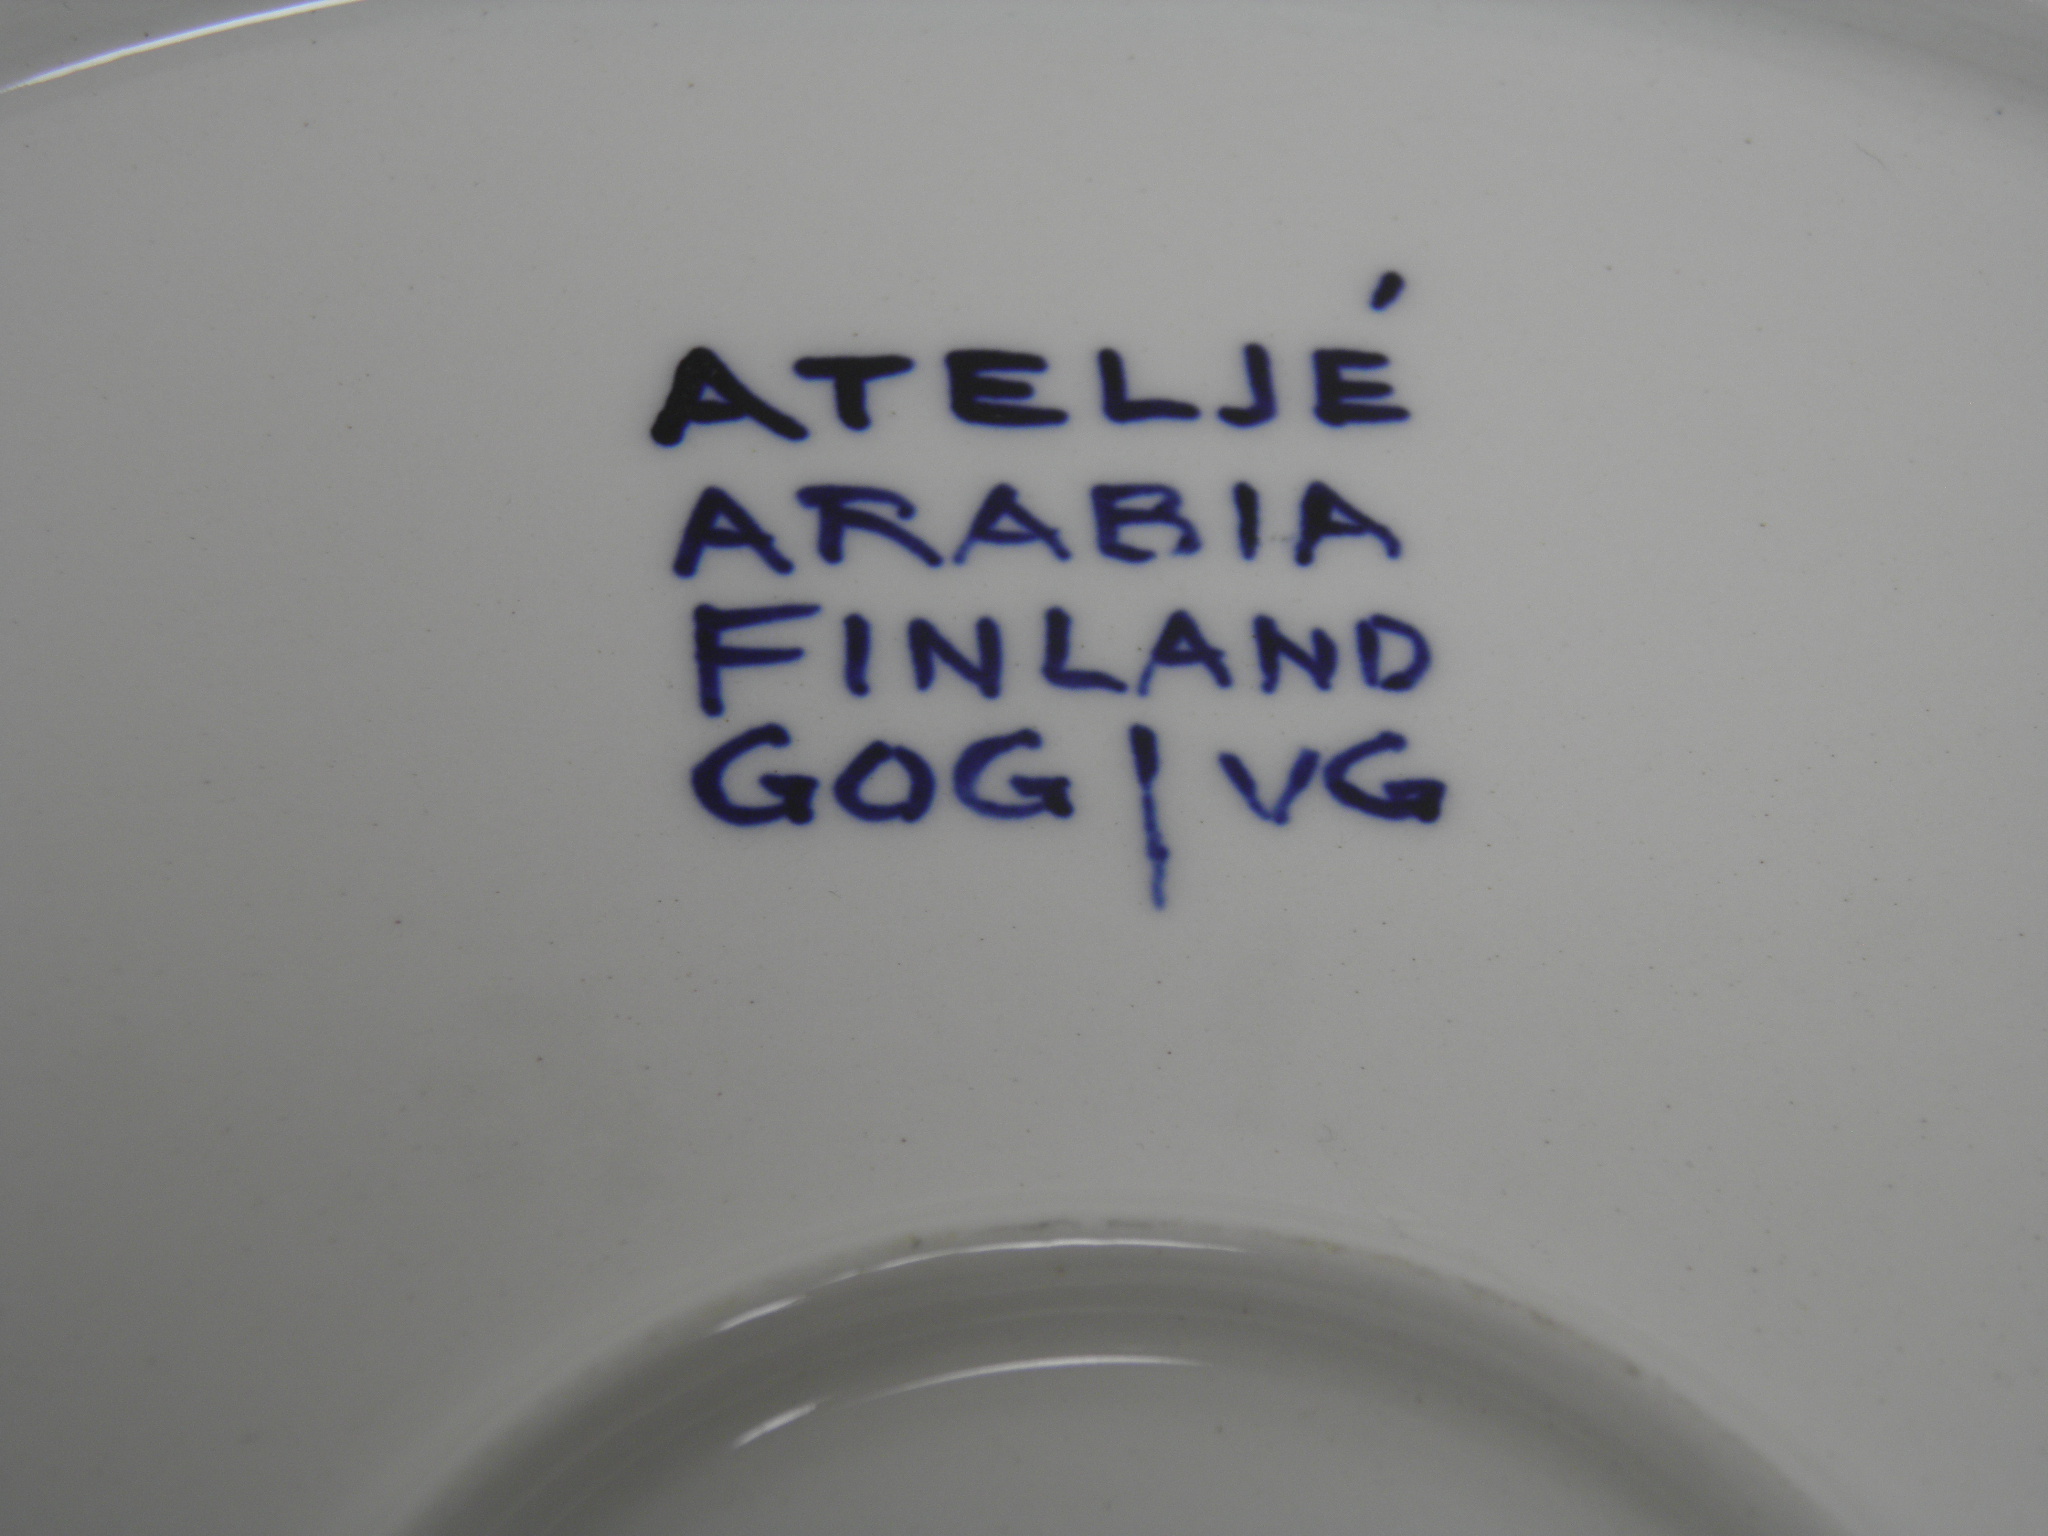 ATELJÉ
ARABIA
FINLAND
GOG | VG